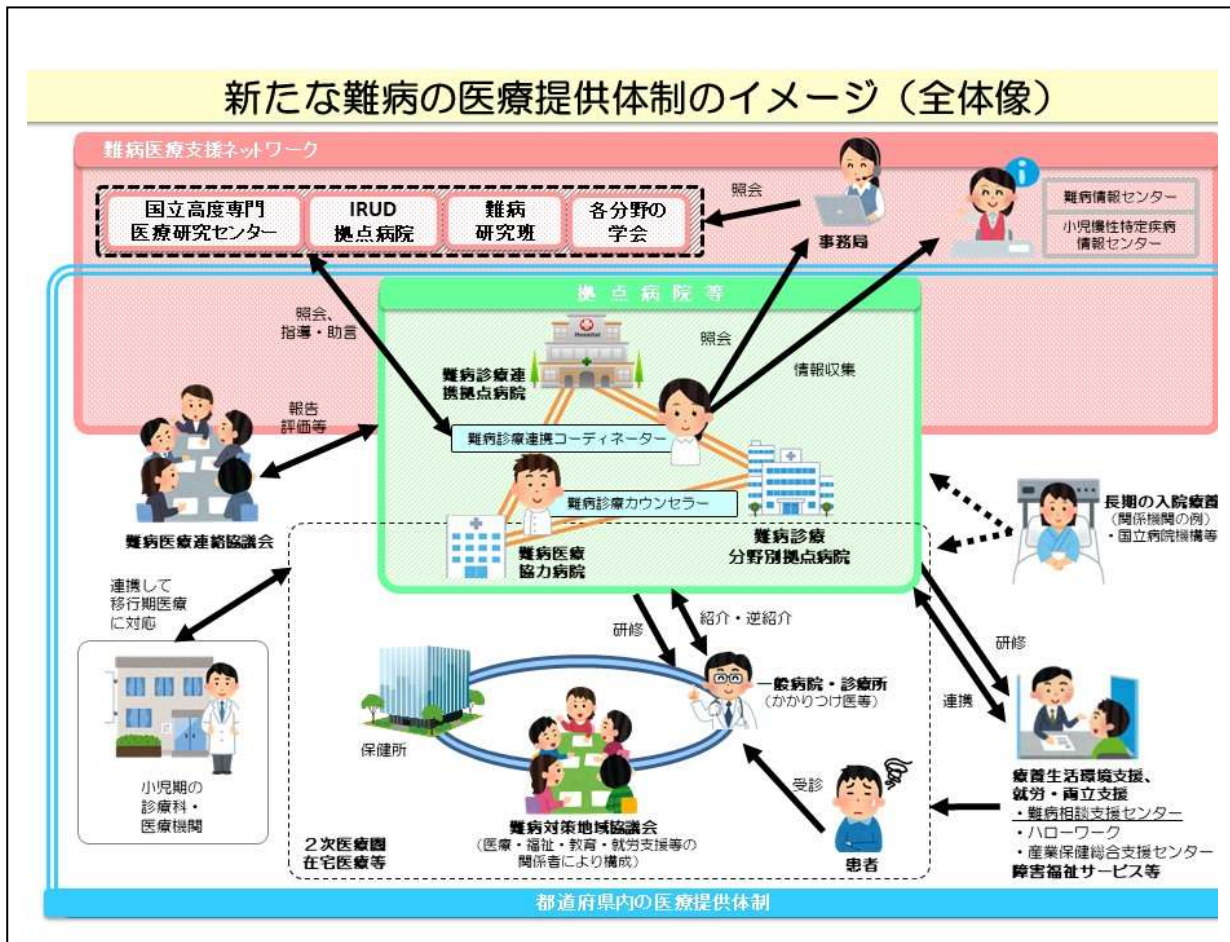 新たな難病の医療提供体制のイメージ（全体像）
難病医療支援ネットワーク
国立高度専門
医療研究センター
IRUD
拠点病院
難病
研究班
各分野の
学会
照会
事務局
難病情報センター
小児慢性特定疾病
情報センター
拠点病院等
照会、
指導・助言
Hospital
難病診療連
携拠点病院
照会
情報収集
報告
評価等
難病診療連携コーディネーター
難病診療カウンセラー
難病医療連絡協議会
難病医療
協力病院
難病診療
分野別拠点病院
長期の入院療養
（関係機関の例）
・国立病院機構等
連携して
移行期医療
に対応
研修
紹介・逆紹介
研修
連携
一般病院・診療所
（かかりつけ医等）
保健所
小児期の
診療科・
医療機関
受診
療養生活環境支援、
就労・両立支援
・難病相談支援センター
・ハローワーク
・産業保健総合支援センター
障害福祉サービス等
難病対策地域協議会
（医療・福祉・教育・就労支援等の
関係者により構成）
２次医療圏
在宅医療等
患者
都道府県内の医療提供体制